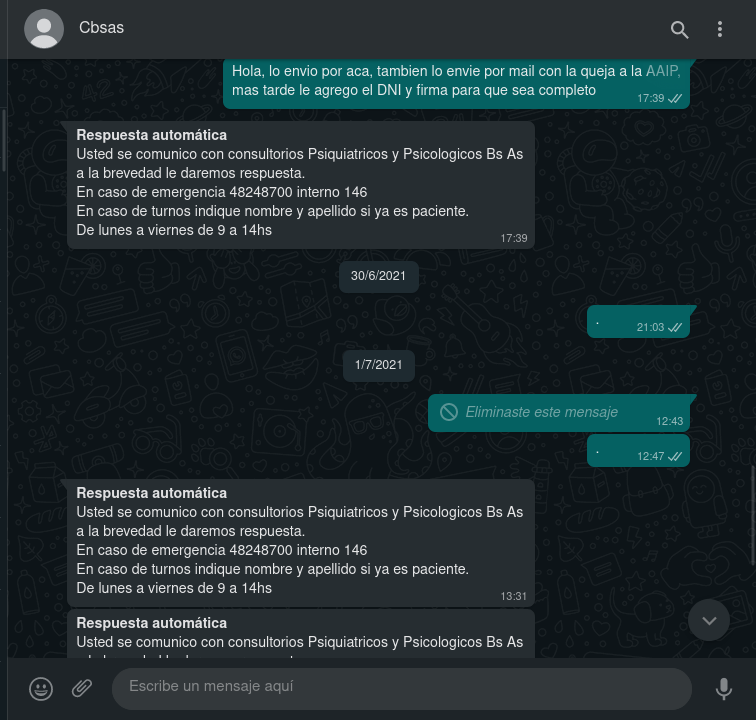 Cbsas
Hola, lo envio por aca, tambien lo envie por mail con la queja a la AAIP,
mas tarde le agrego el DNI y firma para que sea completo
17:39
Respuesta automática
Usted se comunico con consultorios Psiquiatricos y Psicologicos Bs As
a la brevedad le daremos respuesta.
En caso de emergencia 48248700 interno 146
En caso de turnos indique nombre y apellido si ya es paciente.
De lunes a viernes de 9 a 14hs
17:39
30/6/2021
.
21:03
1/7/2021
Eliminaste este mensaje
12:43
.
12:47
Respuesta automática
Usted se comunico con consultorios Psiquiatricos y Psicologicos Bs As
a la brevedad le daremos respuesta.
En caso de emergencia 48248700 interno 146
En caso de turnos indique nombre y apellido si ya es paciente.
De lunes a viernes de 9 a 14hs
13:31
Respuesta automática
Usted se comunico con consultorios Psiquiatricos y Psicologicos Bs As
Escribe un mensaje aquí